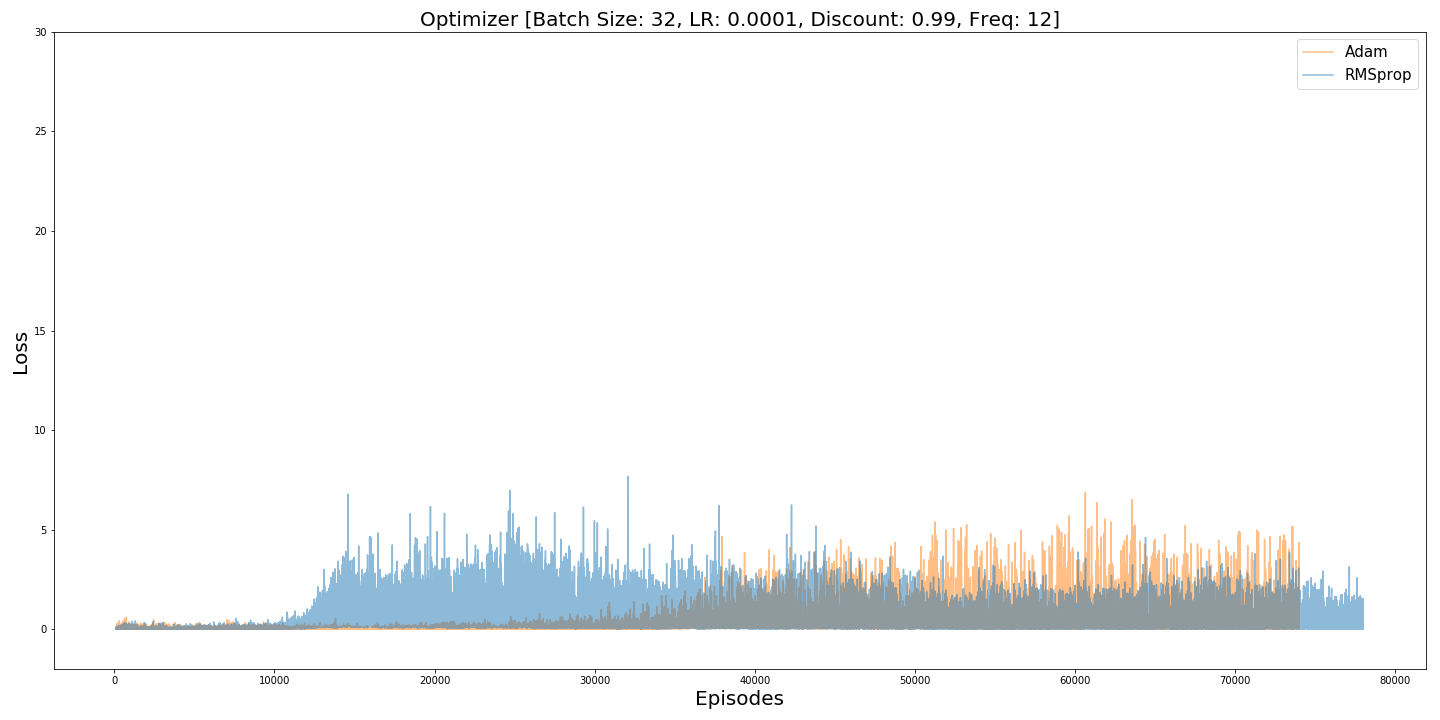 Optimizer [Batch Size: 32, LR: 0.0001, Discount: 0.99, Freq: 12]
Adam
RMSprop
30
25
20
15
10
5
0
Loss
0 10000 20000 30000 40000 50000 60000 70000 80000
Episodes